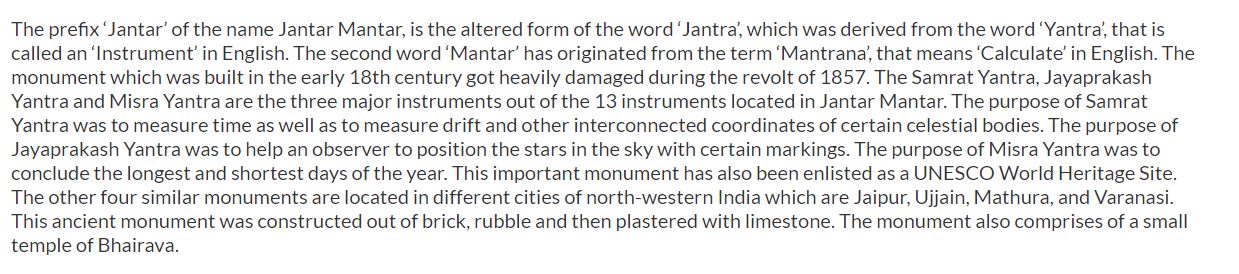 The prefix ‘Jantar’ of the name Jantar Mantar, is the altered form of the word ‘Jantra’, which was derived from the word ‘Yantra’, that is
called an ‘Instrument’ in English. The second word ‘Mantar’ has originated from the term ‘Mantrana’, that means ‘Calculate’ in English. The
monument which was built in the early 18th century got heavily damaged during the revolt of 1857. The Samrat Yantra, Jayaprakash
Yantra and Misra Yantra are the three major instruments out of the 13 instruments located in Jantar Mantar. The purpose of Samrat
Yantra was to measure time as well as to measure drift and other interconnected coordinates of certain celestial bodies. The purpose of
Jayaprakash Yantra was to help an observer to position the stars in the sky with certain markings. The purpose of Misra Yantra was to
conclude the longest and shortest days of the year. This important monument has also been enlisted as a UNESCO World Heritage Site.
The other four similar monuments are located in different cities of north-western India which are Jaipur, Ujjain, Mathura, and Varanasi.
This ancient monument was constructed out of brick, rubble and then plastered with limestone. The monument also comprises of a small
temple of Bhairava.